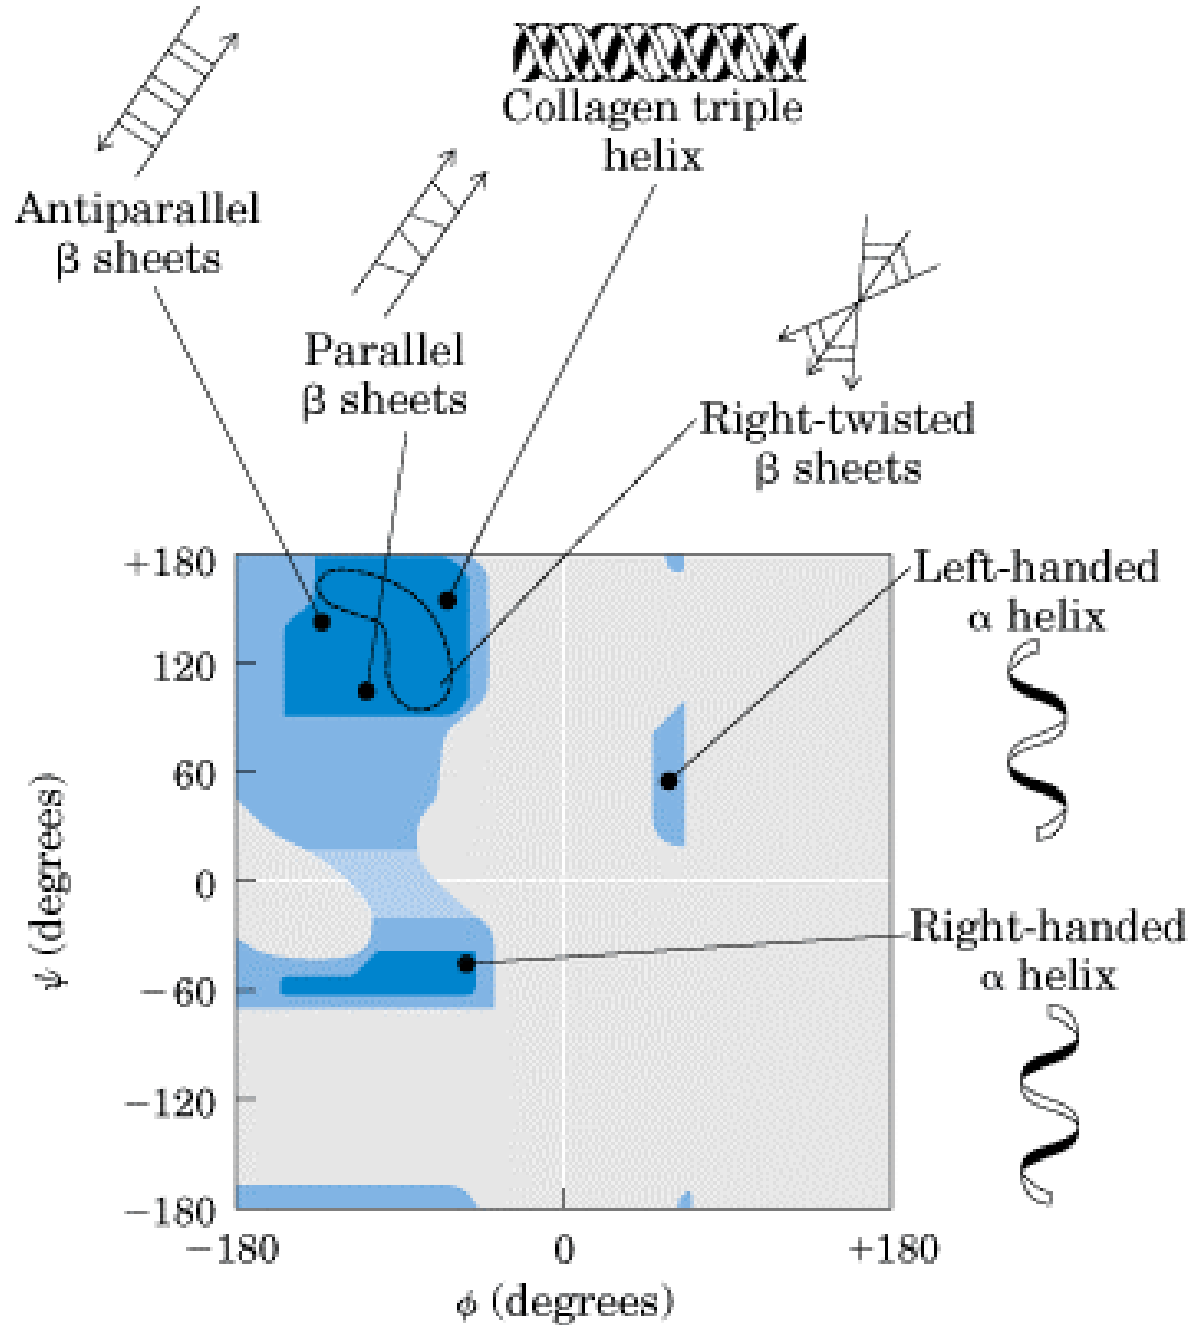 Collagen triple
helix
Antiparallel
β sheets
Parallel
β sheets
Right-twisted
β sheets
Left-handed
α helix
Right-handed
α helix
+180
120
60
0
−60
−120
−180
ψ (degrees)
−180
0
+180
ϕ (degrees)